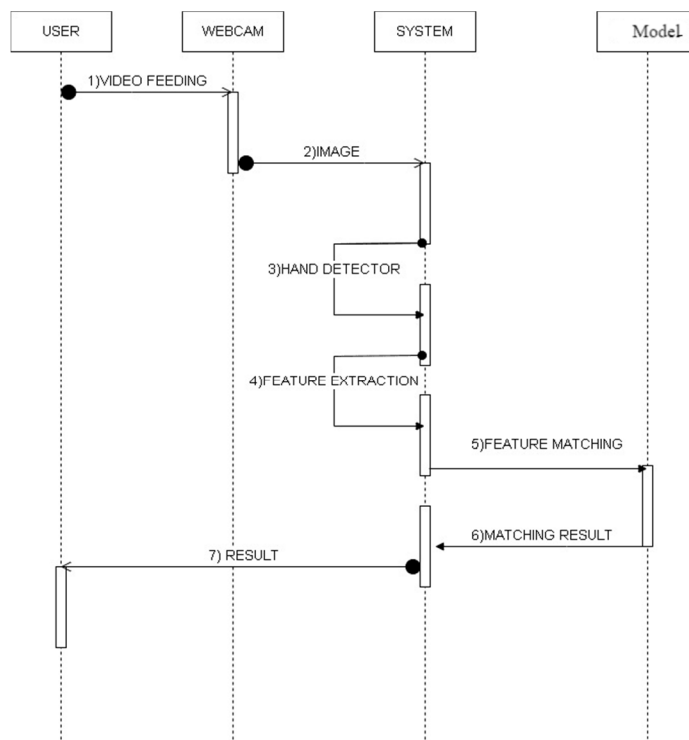 USER
WEBCAM
SYSTEM
Model
1)VIDEO FEEDING
2)IMAGE
3)HAND DETECTOR
4)FEATURE EXTRACTION
5)FEATURE MATCHING
6)MATCHING RESULT
7) RESULT